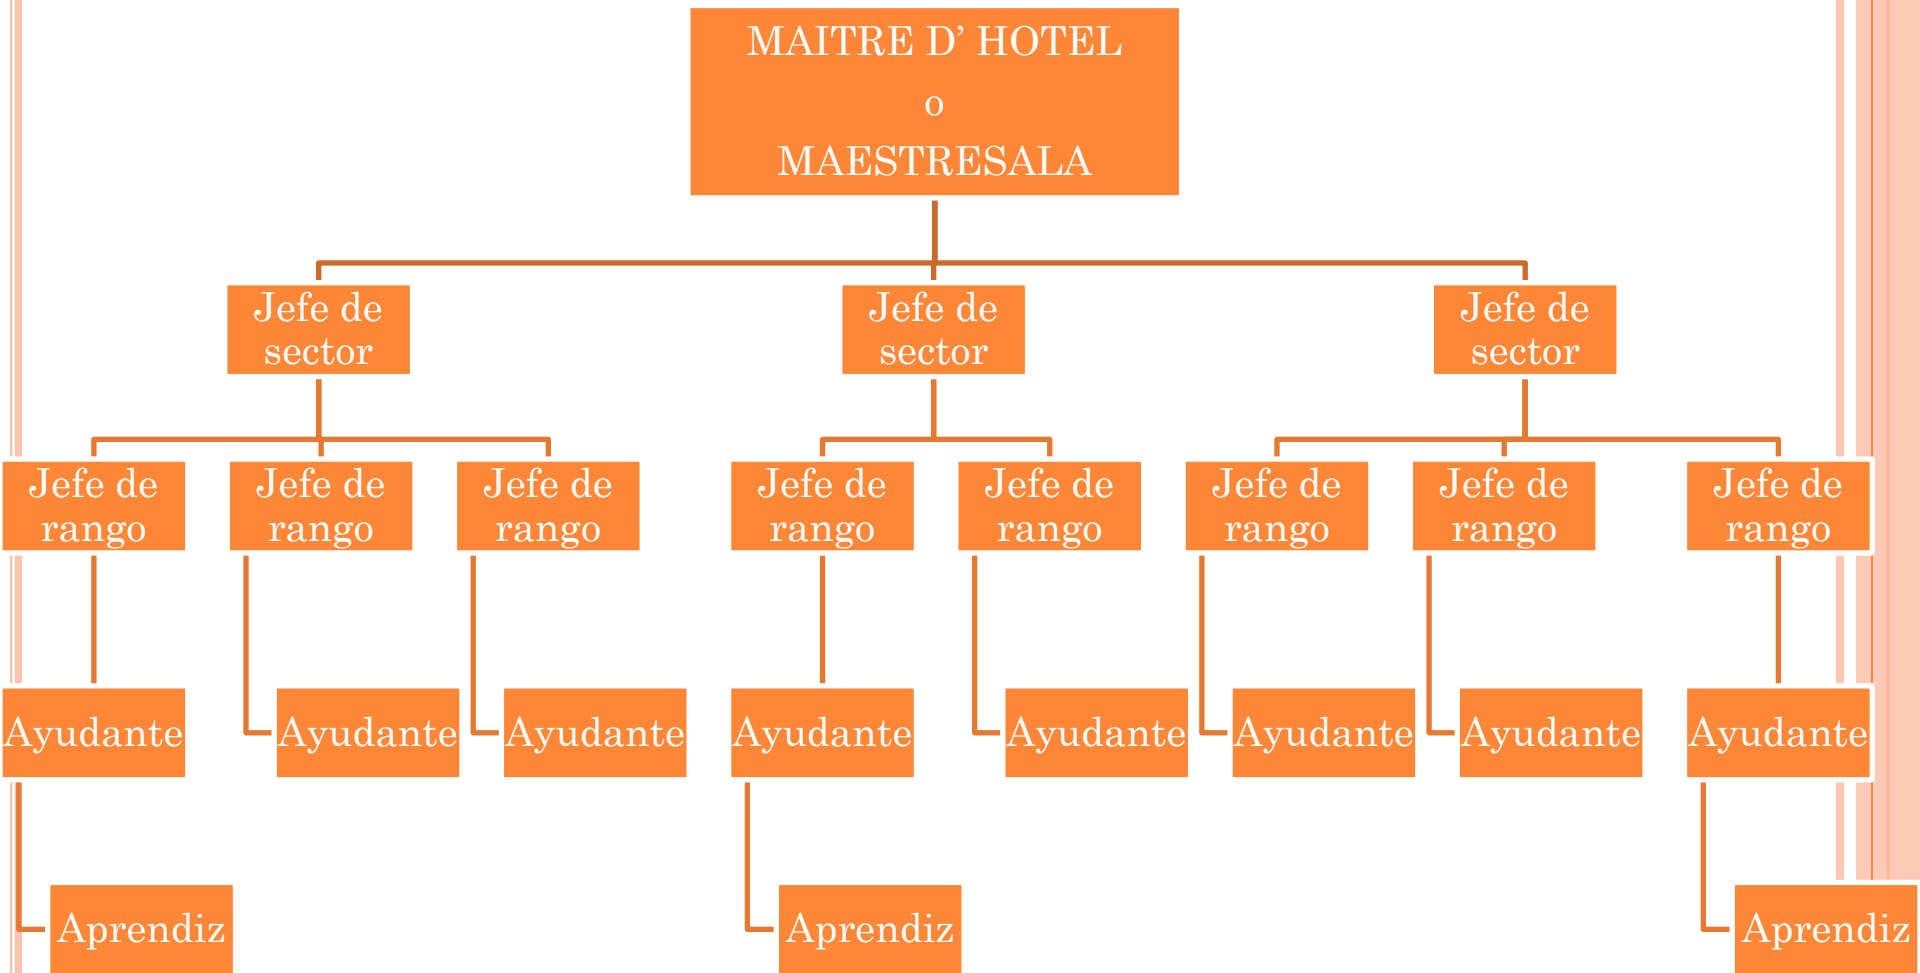 MAITRE D’ HOTEL
o
MAESTRESALA
Jefe de
sector
Jefe de
sector
Jefe de
sector
Jefe de
rango
Jefe de
rango
Jefe de
rango
Jefe de
rango
Jefe de
rango
Jefe de
rango
Jefe de
rango
Jefe de
rango
Ayudante
Ayudante
Ayudante
Ayudante
Ayudante
Ayudante
Ayudante
Ayudante
Aprendiz
Aprendiz
Aprendiz